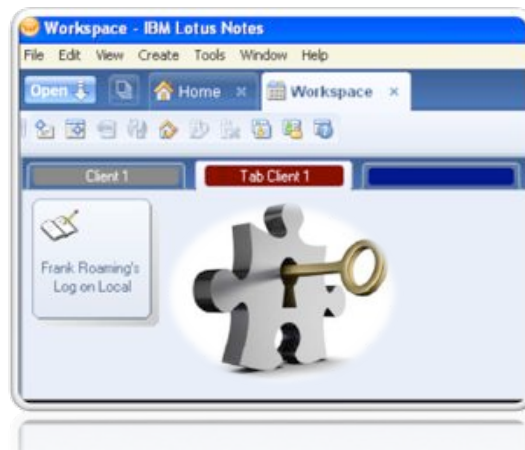 Workspace - IBM Lotus Notes
File Edit View Create Tools Window Help
Open Home Workspace
Client 1 Tab Client 1
Frank Roaming's
Log on Local